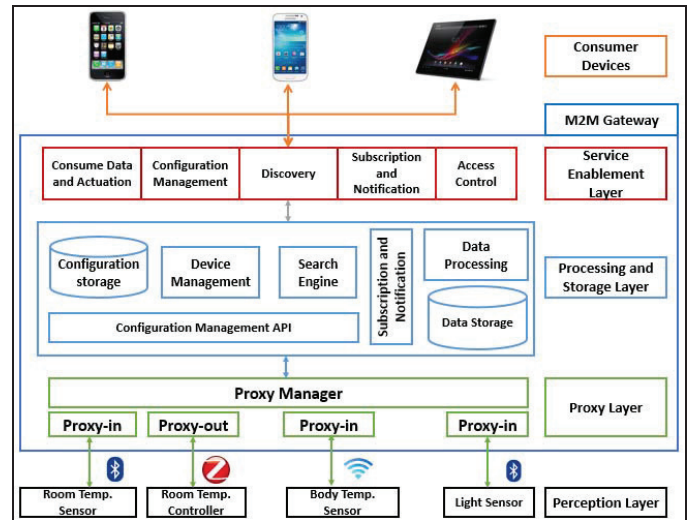 Consumer
Devices
M2M Gateway
Consume Data
and Actuation
Configuration
Management
Discovery
Subscription
and
Notification
Access
Control
Service
Enablement
Layer
Configuration
storage
Device
Management
Search
Engine
Subscription and
Notification
Data
Processing
Data Storage
Configuration Management API
Processing and
Storage Layer
Proxy Manager
Proxy-in
Proxy-out
Proxy-in
Proxy-in
Proxy Layer
Room Temp.
Sensor
Room Temp.
Controller
Body Temp.
Sensor
Light Sensor
Perception Layer